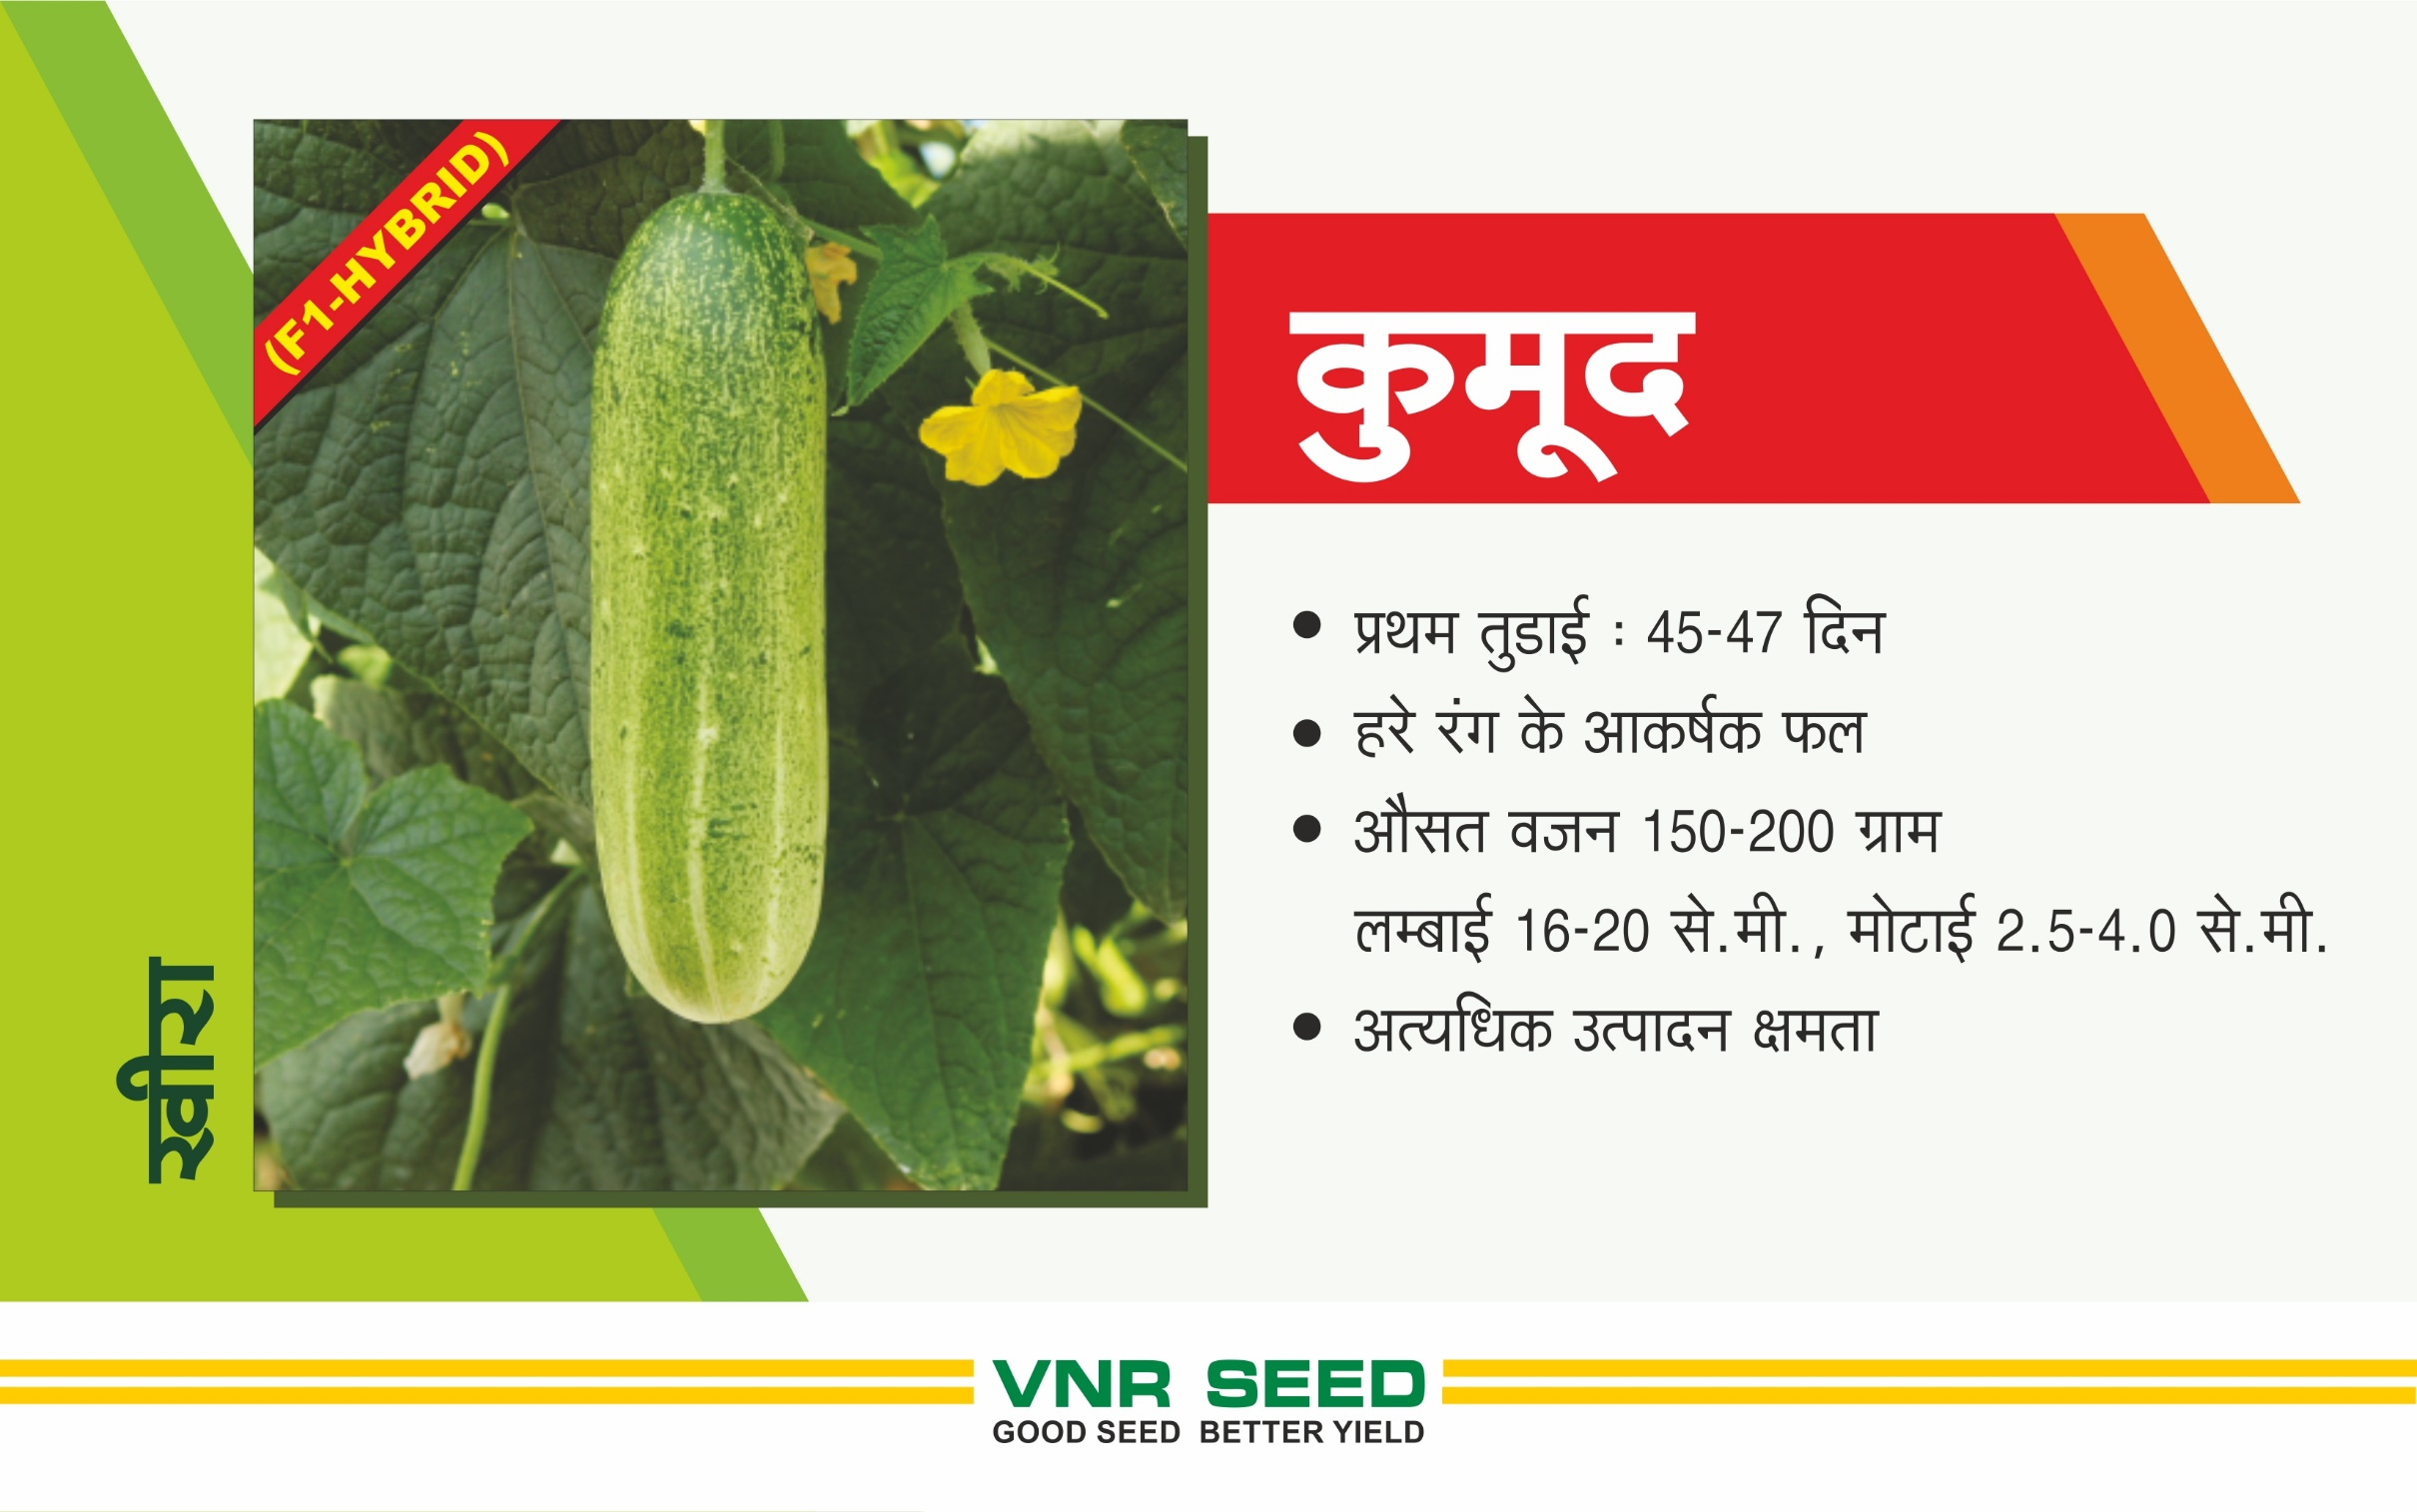 (F1-HYBRID)
खीरा
कुमूद
● प्रथम तुड़ाई : 45-47 दिन
● हरे रंग के आकर्षक फल
● औसत वजन 150-200 ग्राम
लम्बाई 16-20 से.मी., मोटाई 2.5-4.0 से.मी.
● अत्यधिक उत्पादन क्षमता
VNR SEED
GOOD SEED BETTER YIELD